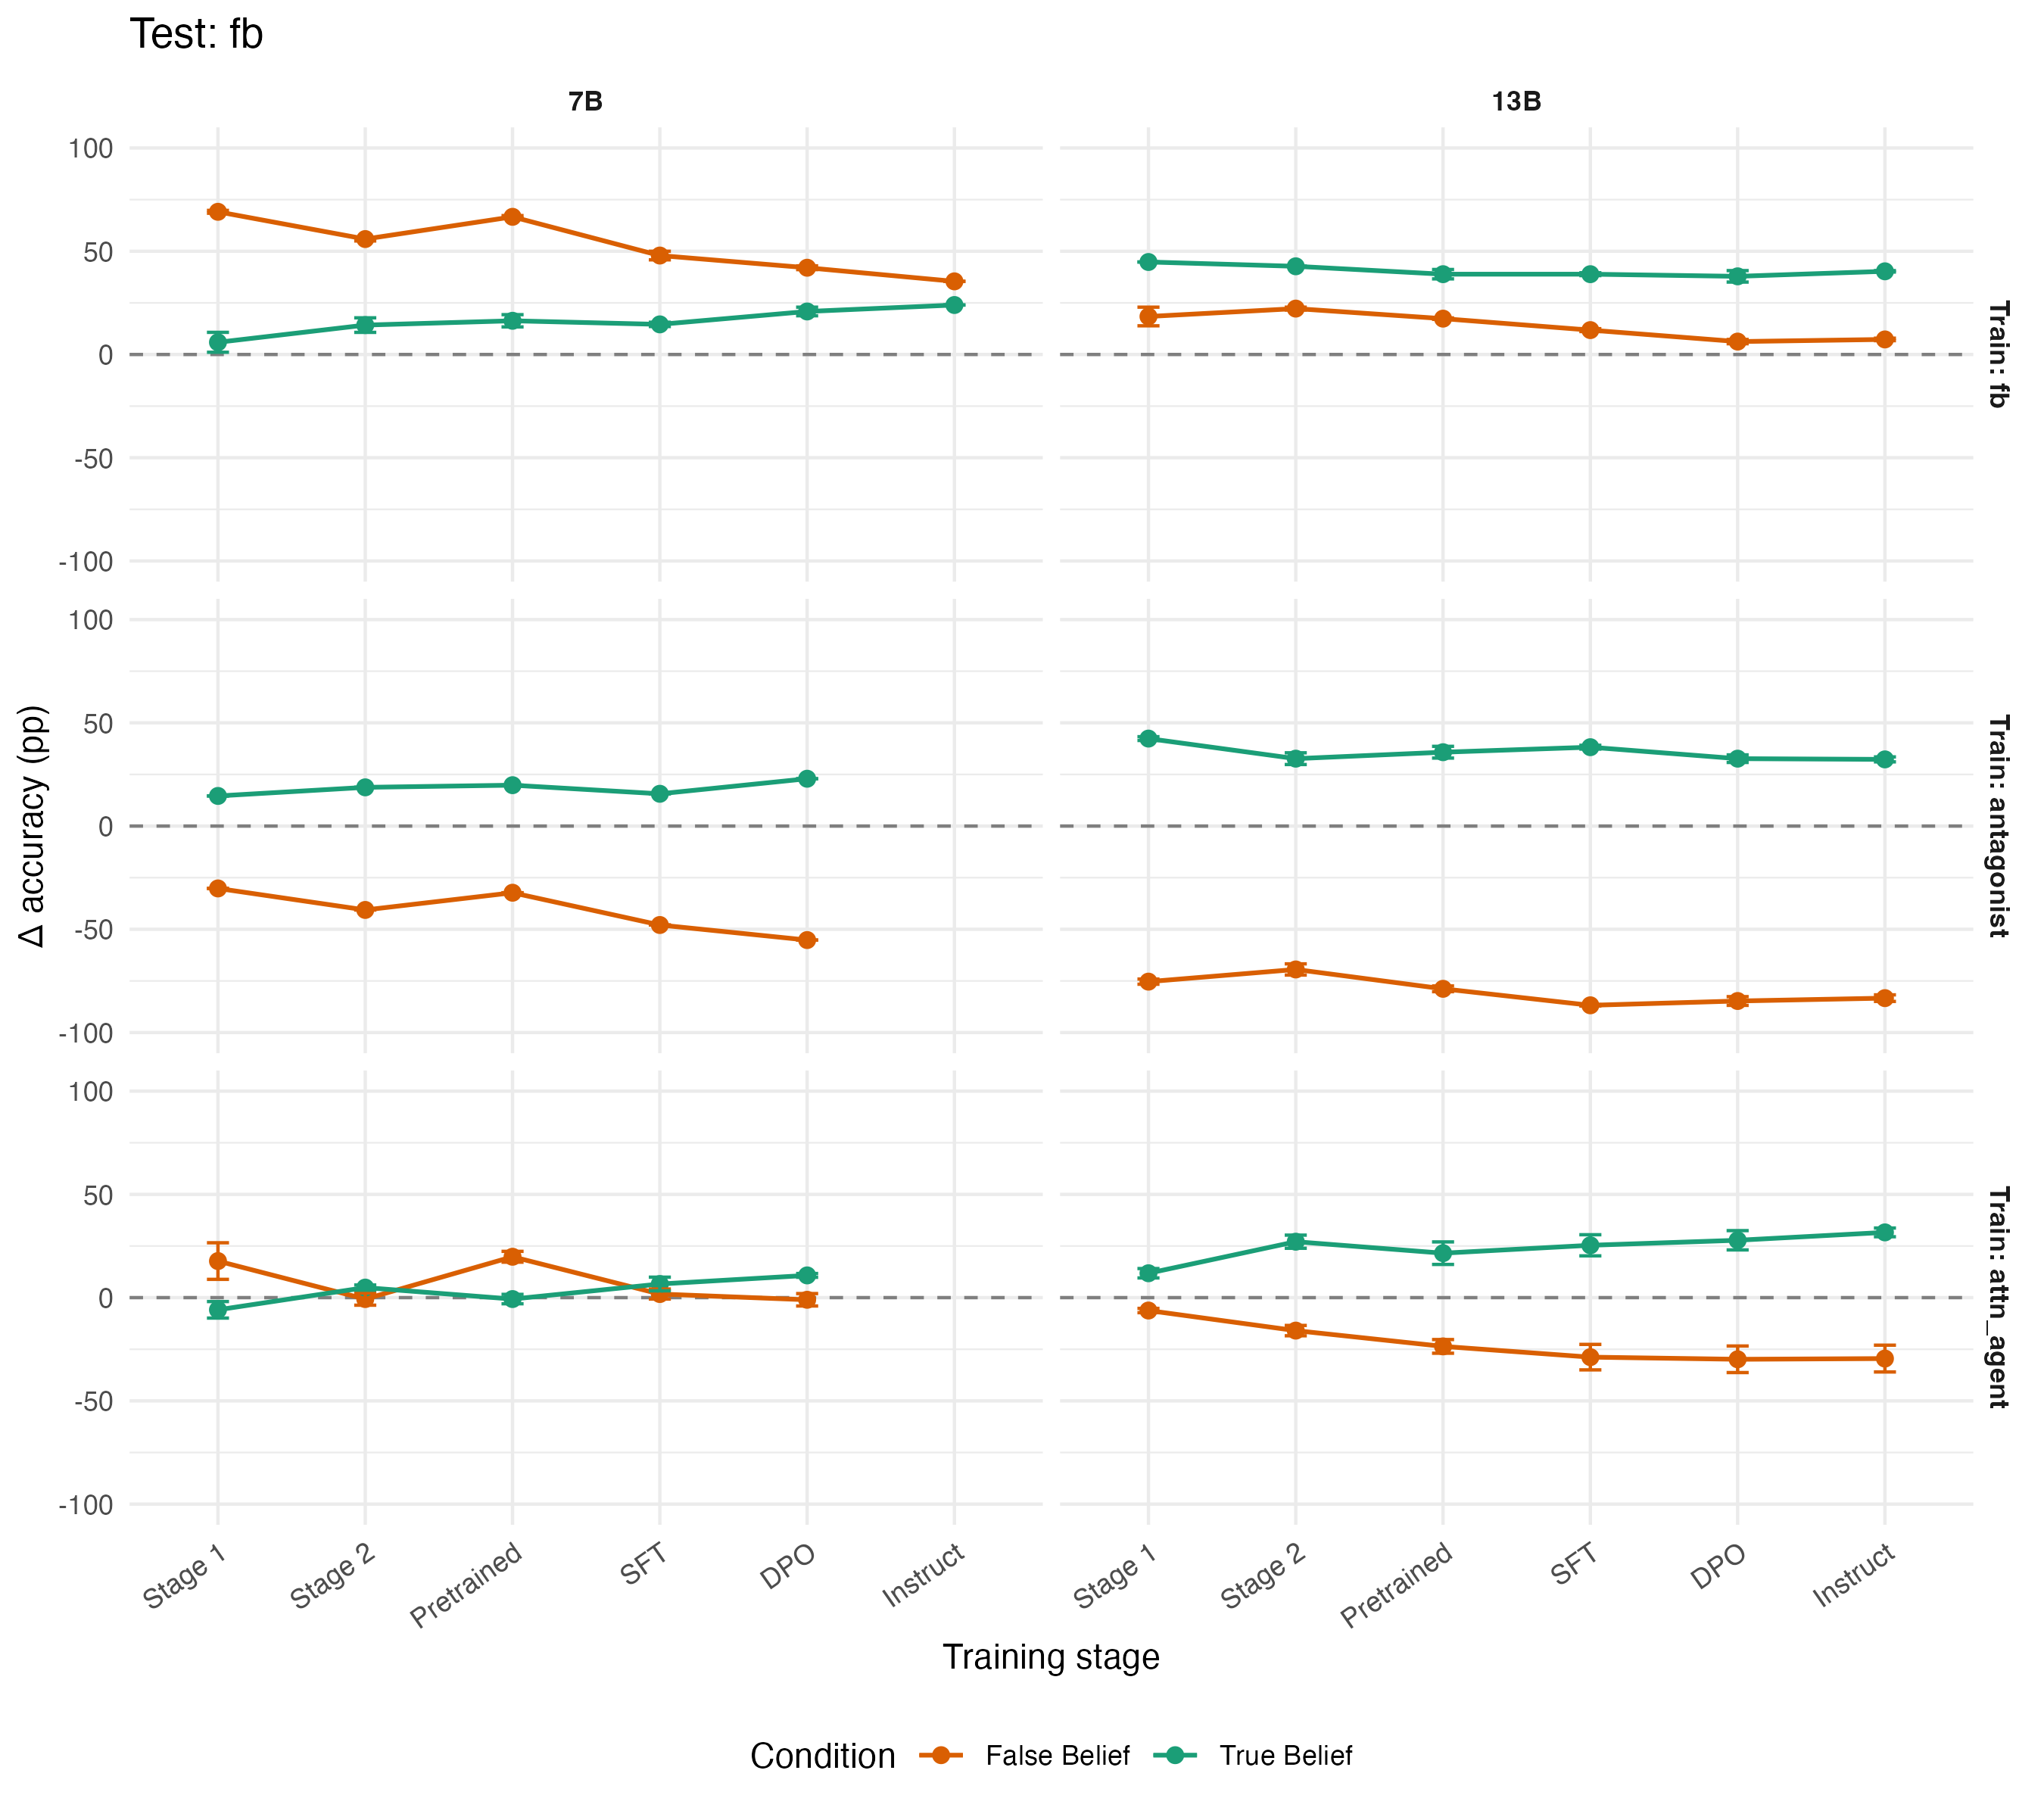 Test: fb
7B
13B
100
50
0
-50
-100
Train: fb
100
50
0
-50
-100
Train: antagonist
100
50
0
-50
-100
Train: attn_agent
Δ accuracy (pp)
Stage 1
Stage 2
Pretrained
SFT
DPO
Instruct
Stage 1
Stage 2
Pretrained
SFT
DPO
Instruct
Training stage
Condition False Belief True Belief